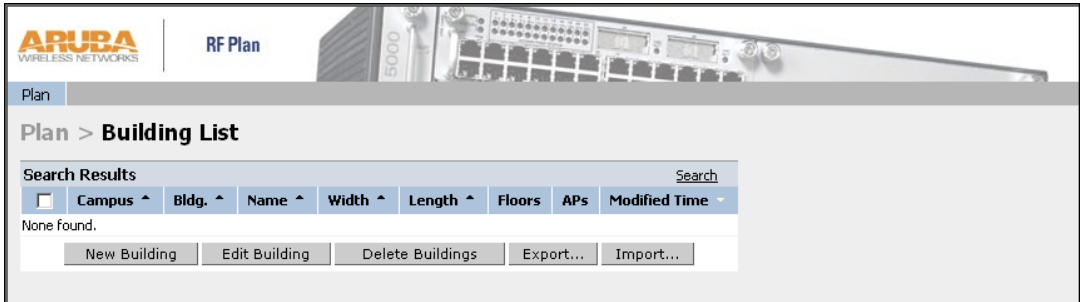 ARUBA
WIRELESS NETWORKS
RF Plan
5000
Plan
Plan > Building List
Search Results Search
Campus Bldg. Name Width Length Floors APs Modified Time
None found.
New Building Edit Building Delete Buildings Export... Import...